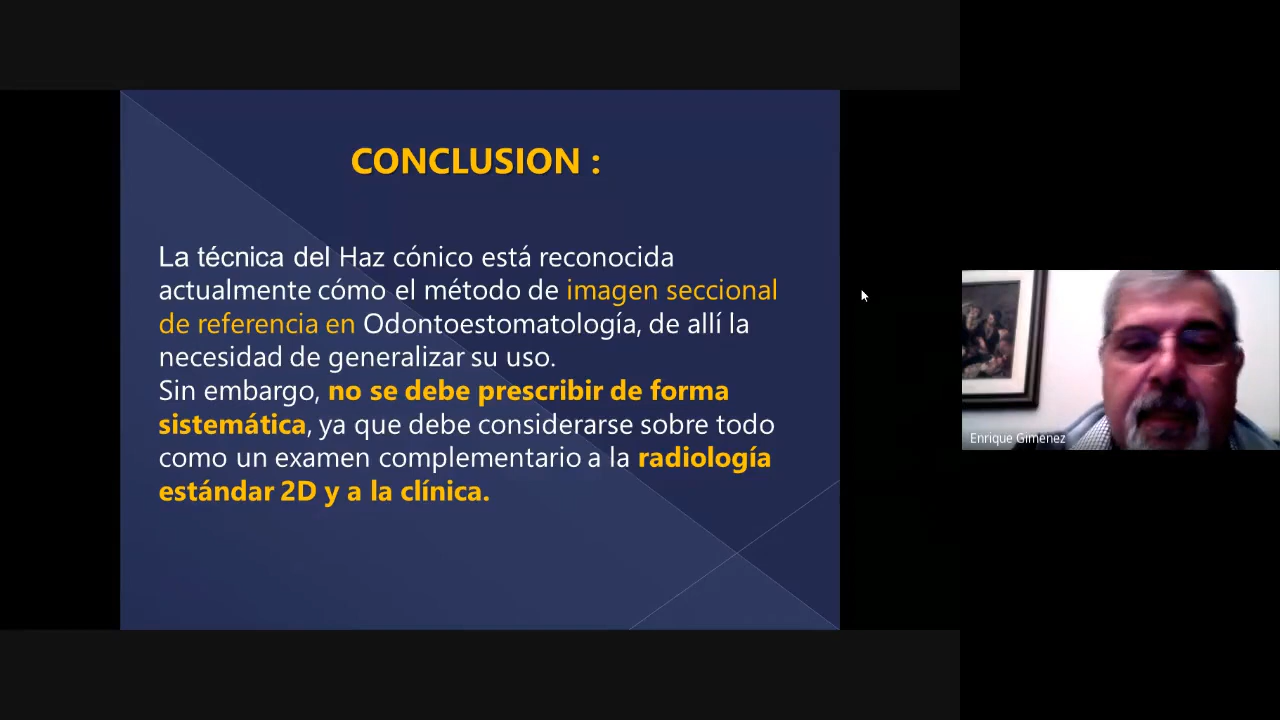 CONCLUSION :
La técnica del Haz cónico está reconocida
actualmente cómo el método de imagen seccional
de referencia en Odontoestomatología, de allí la
necesidad de generalizar su uso.
Sin embargo, no se debe prescribir de forma
sistemática, ya que debe considerarse sobre todo
como un examen complementario a la radiología
estándar 2D y a la clínica.
Enrique Gimenez